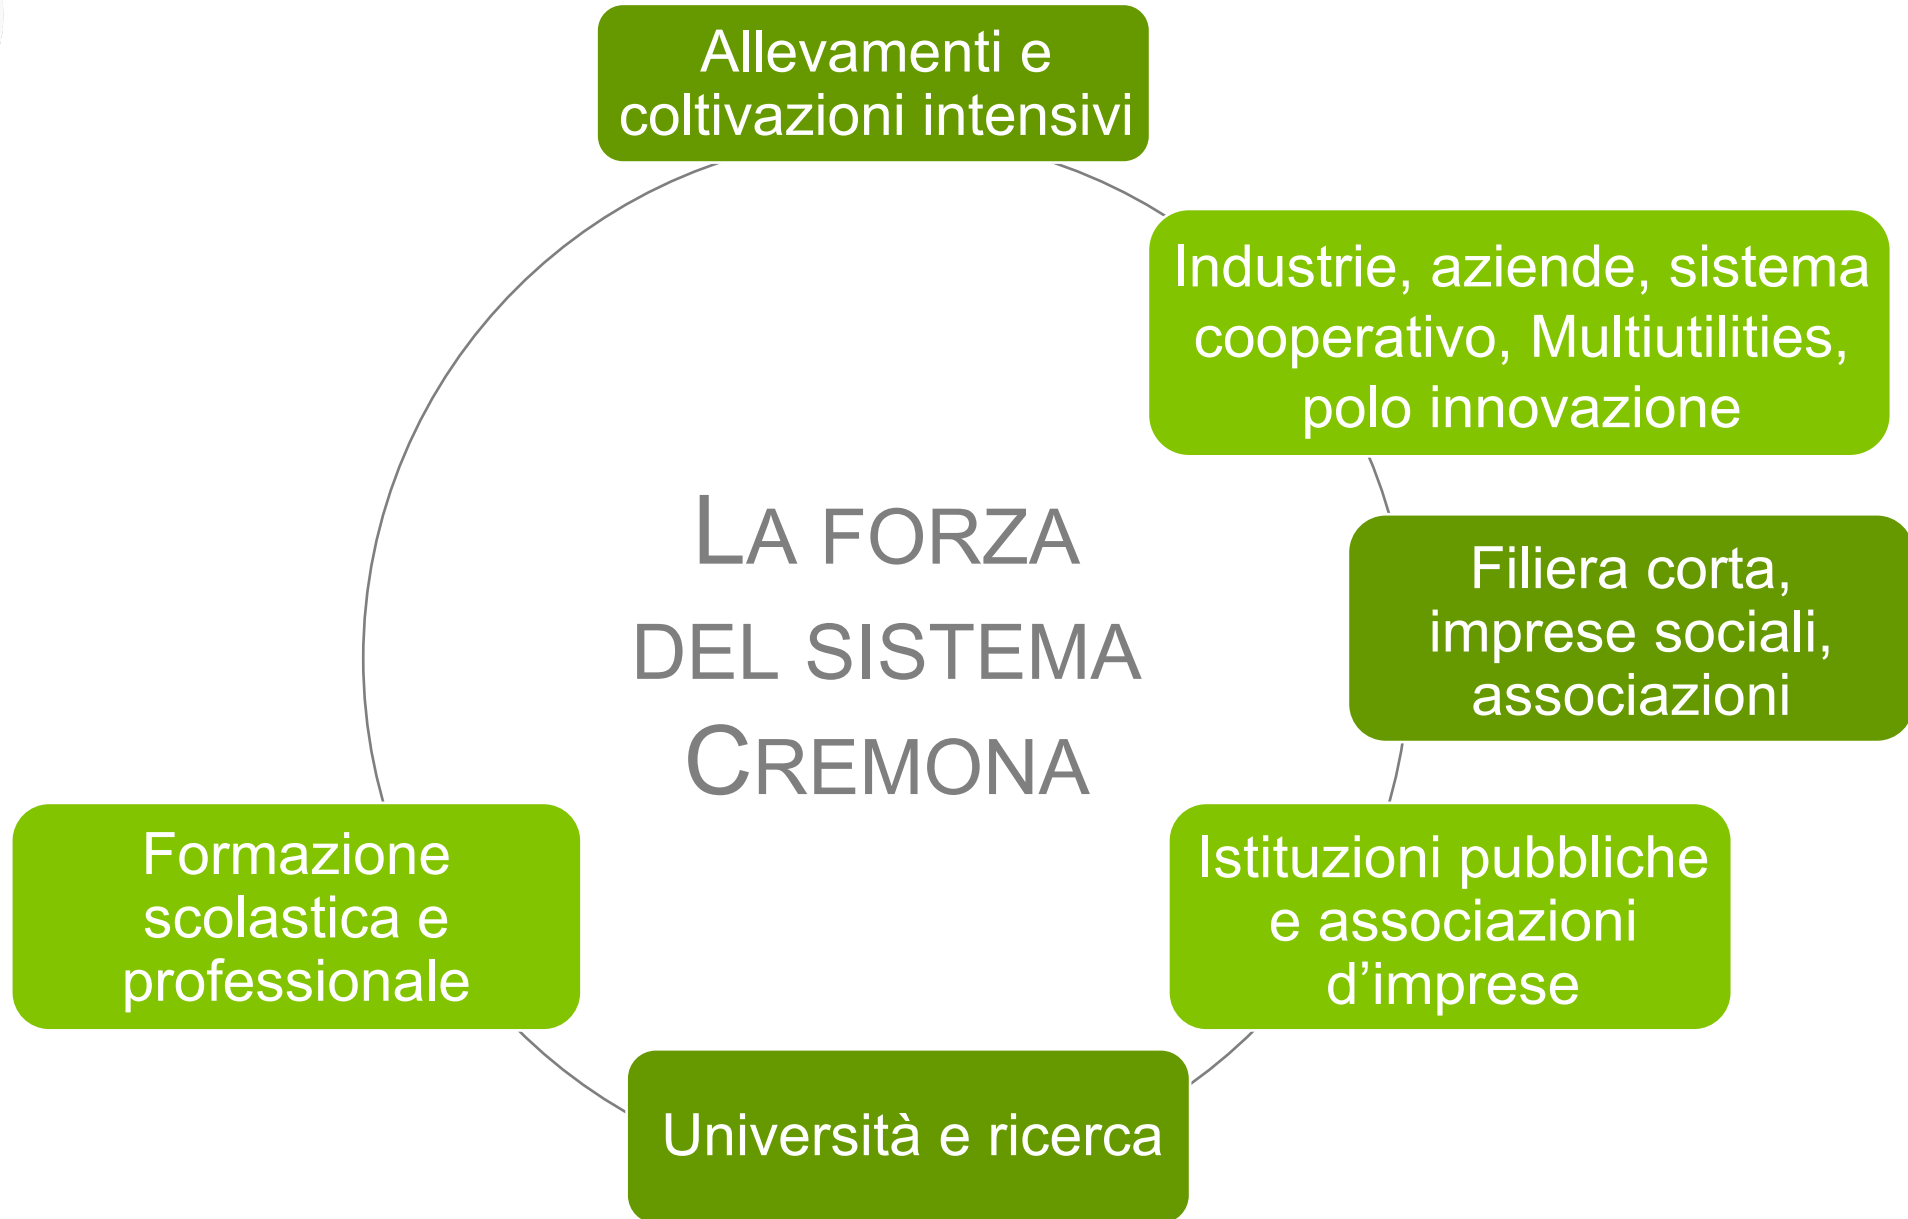 Allevamenti e
coltivazioni intensivi
Industrie, aziende, sistema
cooperativo, Multiutilities,
polo innovazione
LA FORZA
DEL SISTEMA
CREMONA
Filiera corta,
imprese sociali,
associazioni
Formazione
scolastica e
professionale
Istituzioni pubbliche
e associazioni
d’imprese
Università e ricerca